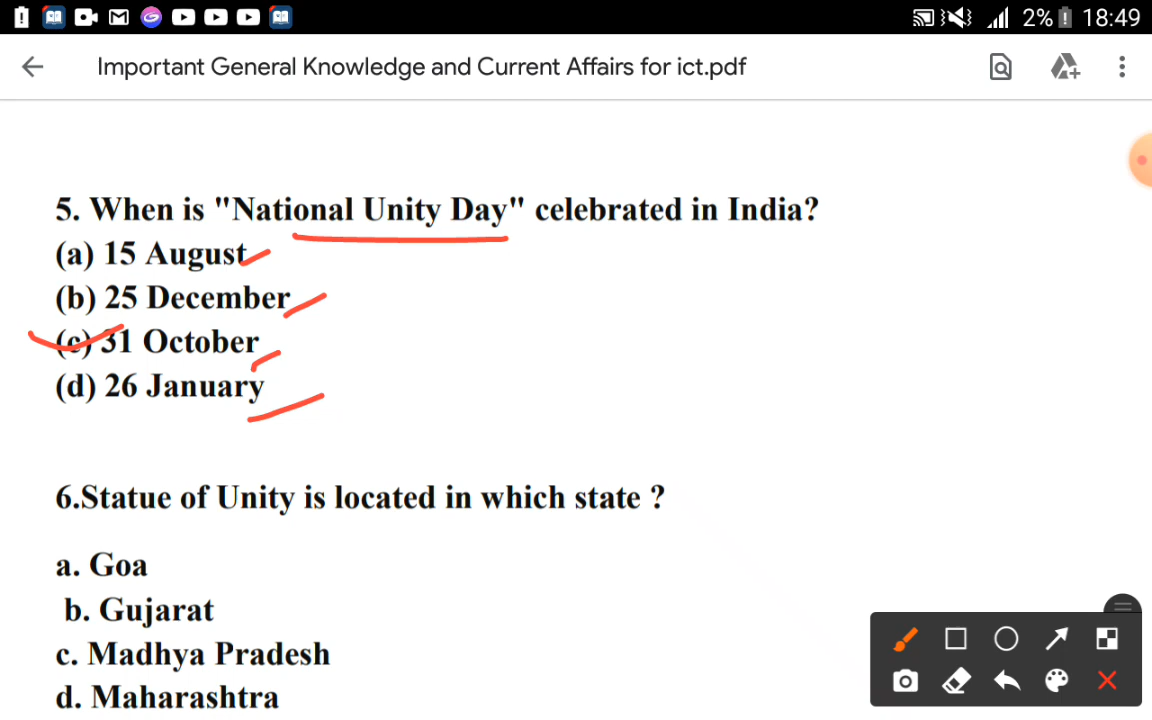 2% 18:49
Important General Knowledge and Current Affairs for ict.pdf
5. When is "National Unity Day" celebrated in India?
(a) 15 August
(b) 25 December
(c) 31 October
(d) 26 January
6.Statue of Unity is located in which state ?
a. Goa
b. Gujarat
c. Madhya Pradesh
d. Maharashtra